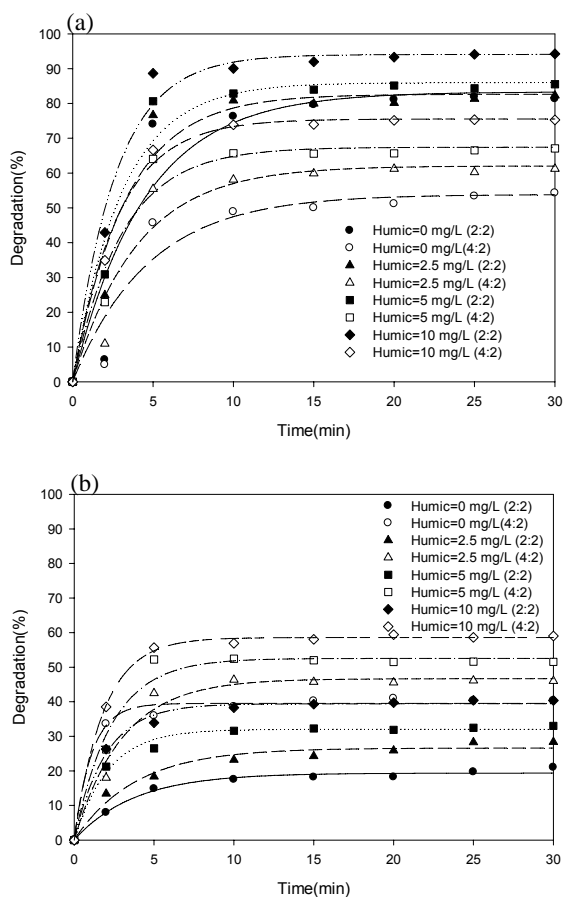 (a)
100
90
80
70
60
50
40
30
20
10
0
Degradation(%)
Humic=0 mg/L (2:2)
Humic=0 mg/L(4:2)
Humic=2.5 mg/L (2:2)
Humic=2.5 mg/L (4:2)
Humic=5 mg/L (2:2)
Humic=5 mg/L (4:2)
Humic=10 mg/L (2:2)
Humic=10 mg/L (4:2)
0 5 10 15 20 25 30
Time(min)
(b)
100
90
80
70
60
50
40
30
20
10
0
Degradation(%)
Humic=0 mg/L (2:2)
Humic=0 mg/L(4:2)
Humic=2.5 mg/L (2:2)
Humic=2.5 mg/L (4:2)
Humic=5 mg/L (2:2)
Humic=5 mg/L (4:2)
Humic=10 mg/L (2:2)
Humic=10 mg/L (4:2)
0 5 10 15 20 25 30
Time(min)